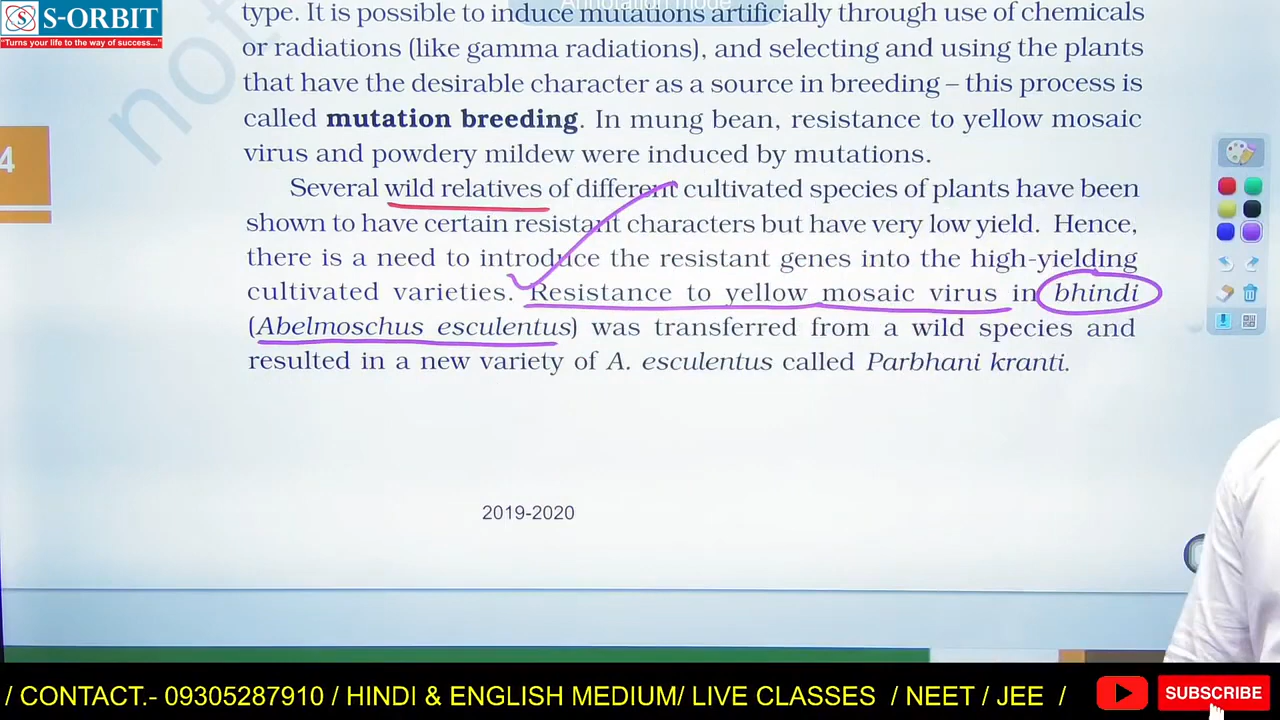 S-ORBIT
"Turns your life to the way of success..."
Annotation mode
not
type. It is possible to induce mutations artificially through use of chemicals
or radiations (like gamma radiations), and selecting and using the plants
that have the desirable character as a source in breeding – this process is
called mutation breeding. In mung bean, resistance to yellow mosaic
virus and powdery mildew were induced by mutations.
4
Several wild relatives of different cultivated species of plants have been
shown to have certain resistant characters but have very low yield. Hence,
there is a need to introduce the resistant genes into the high-yielding
cultivated varieties. Resistance to yellow mosaic virus in bhindi
(Abelmoschus esculentus) was transferred from a wild species and
resulted in a new variety of A. esculentus called Parbhani kranti.
2019-2020
/ CONTACT.- 09305287910 / HINDI & ENGLISH MEDIUM/ LIVE CLASSES / NEET / JEE /
SUBSCRIBE